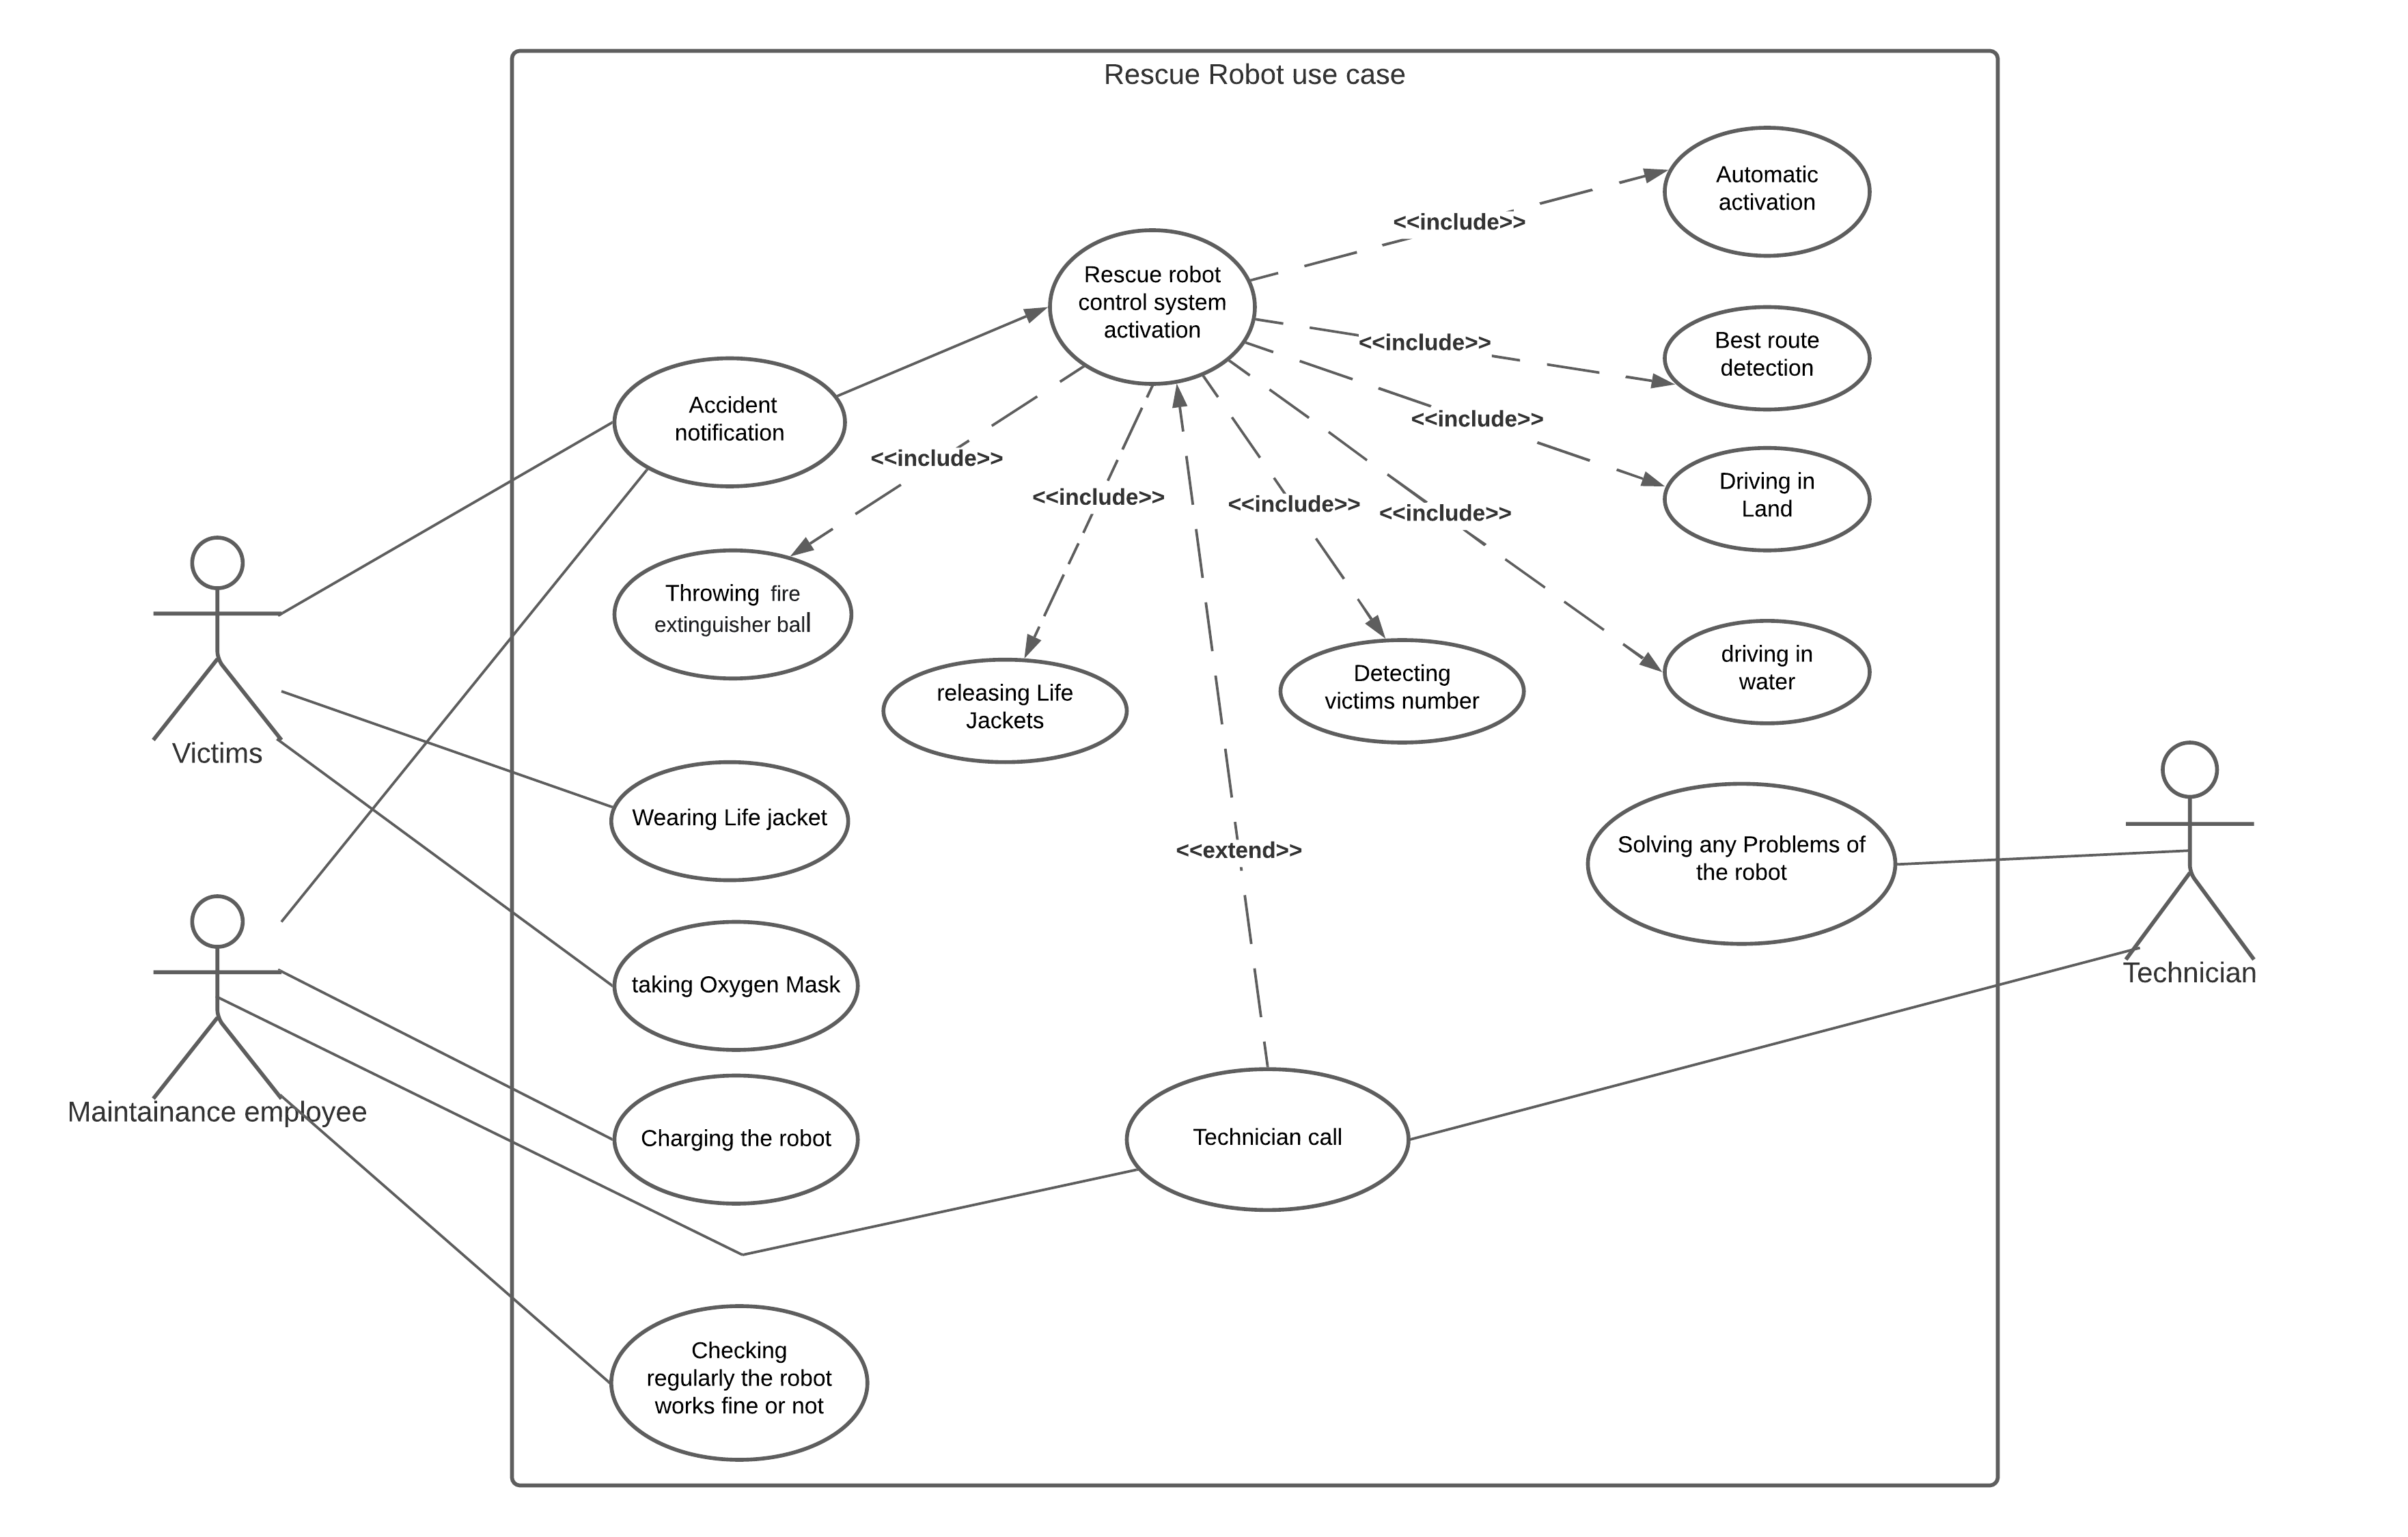 Rescue Robot use case
Automatic
activation
<<include>>
Rescue robot
control system
activation
Best route
detection
<<include>>
Accident
notification
<<include>>
Driving in
Land
<<include>>
<<include>>
<<include>>
<<include>>
Throwing fire
extinguisher ball
releasing Life
Jackets
Detecting
victims number
driving in
water
Victims
Wearing Life jacket
<<extend>>
Solving any Problems of
the robot
Technician
taking Oxygen Mask
Maintainance employee
Charging the robot
Technician call
Checking
regularly the robot
works fine or not